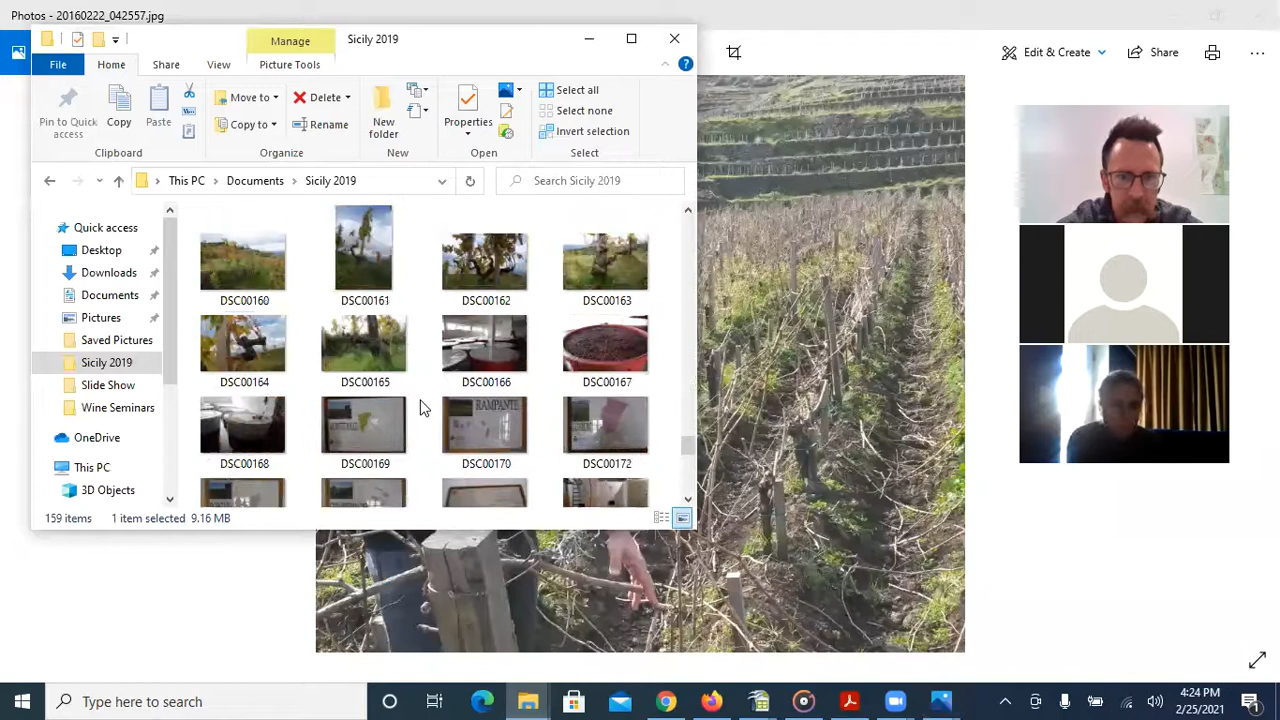 Photos - 20160222_042557.jpg
Manage
Sicily 2019
File
Home
Share
View
Picture Tools
Edit & Create
Share
Pin to Quick access
Copy
Paste
Move to
Copy to
Delete
Rename
New folder
Properties
Select all
Select none
Invert selection
Clipboard
Organize
New
Open
Select
This PC
Documents
Sicily 2019
Search Sicily 2019
Quick access
Desktop
Downloads
Documents
Pictures
Saved Pictures
Sicily 2019
Slide Show
Wine Seminars
OneDrive
This PC
3D Objects
DSC00160
DSC00161
DSC00162
DSC00163
DSC00164
DSC00165
DSC00166
DSC00167
RAMPANTE
DSC00168
DSC00169
DSC00170
DSC00172
159 items
1 item selected 9.16 MB
Type here to search
4:24 PM
2/25/2021
1